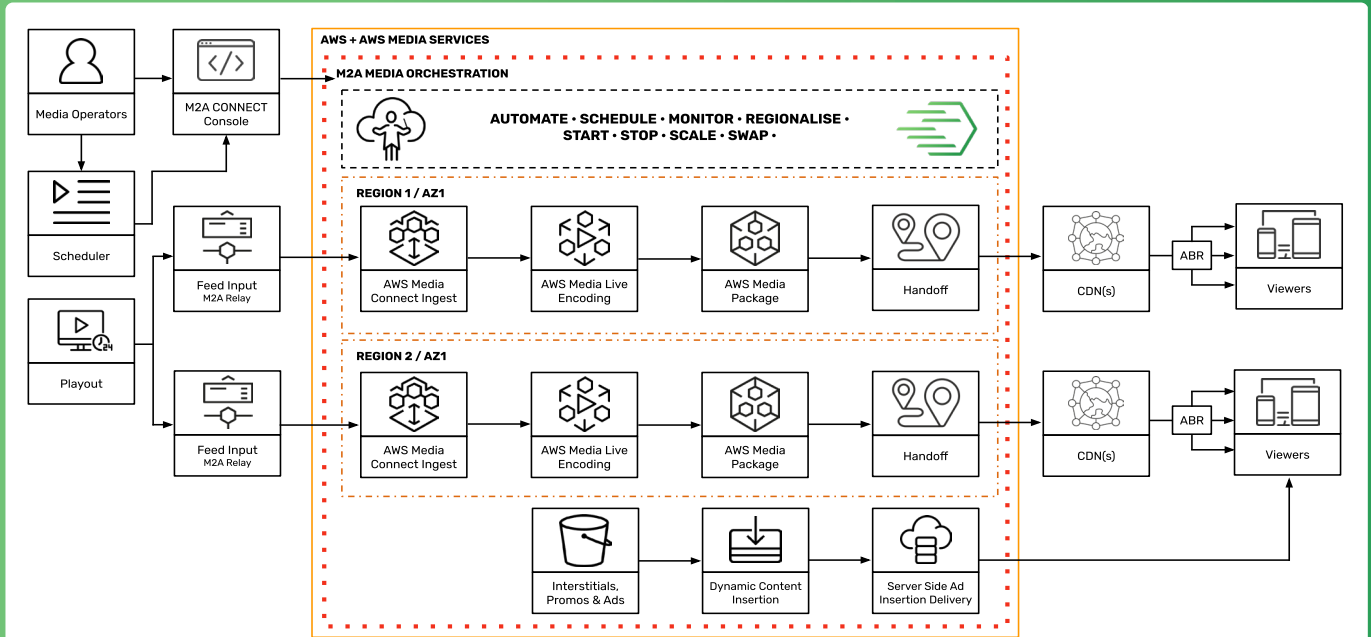 AWS + AWS MEDIA SERVICES
M2A MEDIA ORCHESTRATION
Media Operators
M2A CONNECT
Console
AUTOMATE · SCHEDULE · MONITOR · REGIONALISE ·
START · STOP · SCALE · SWAP ·
Scheduler
REGION 1 / AZ1
Feed Input
M2A Relay
AWS Media
Connect Ingest
AWS Media Live
Encoding
AWS Media
Package
Handoff
CDN(s)
ABR
Viewers
24
Playout
REGION 2 / AZ1
Feed Input
M2A Relay
AWS Media
Connect Ingest
AWS Media Live
Encoding
AWS Media
Package
Handoff
CDN(s)
ABR
Viewers
Interstitials,
Promos & Ads
Dynamic Content
Insertion
Server Side Ad
Insertion Delivery